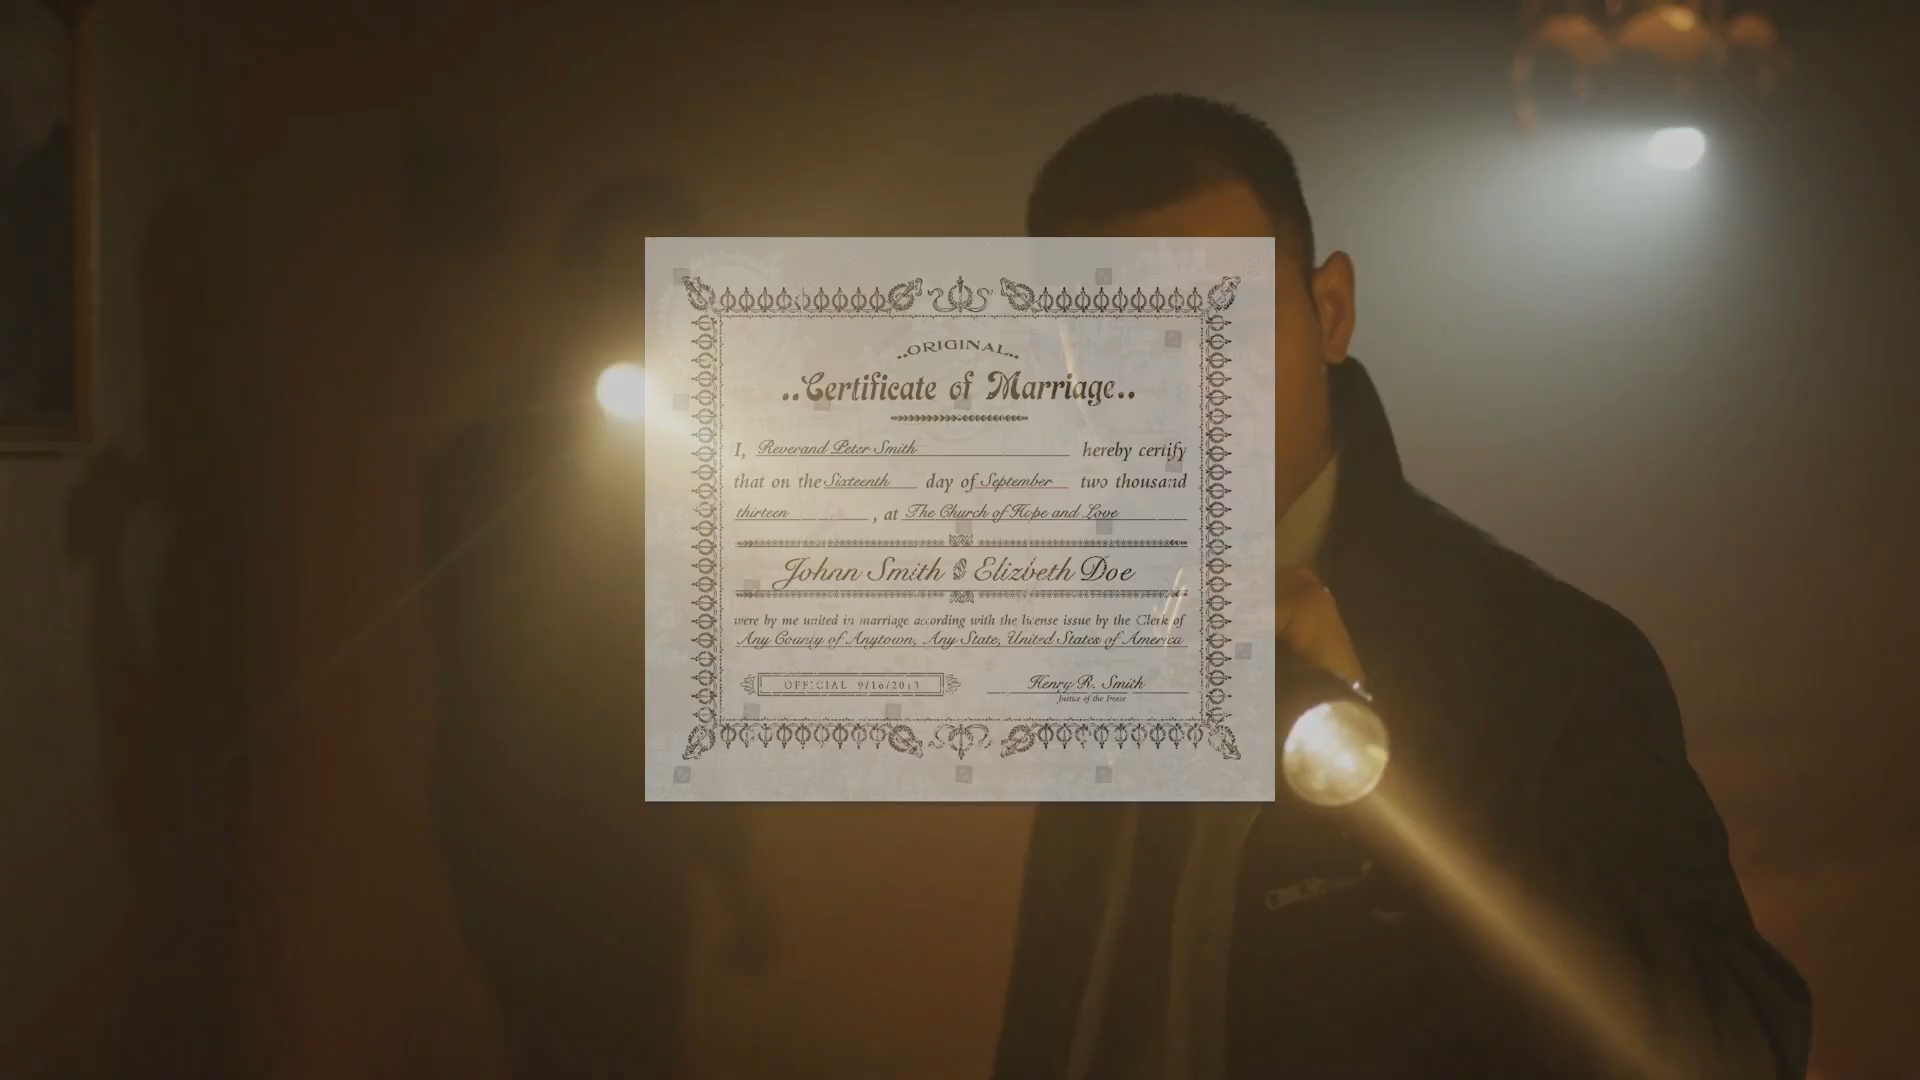 ..ORIGINAL..
..Certificate of Marriage..
I, Reverand Peter Smith hereby certify
that on the Sixteenth day of September two thousand
thirteen, at The Church of Hope and Love
Johnn Smith & Elizbeth Doe
were by me united in marriage according with the license issue by the Clerk of
Any County of Anytown, Any State, United States of America
OFFICIAL 9/16/2013
Henry R. Smith
Justice of the Peace